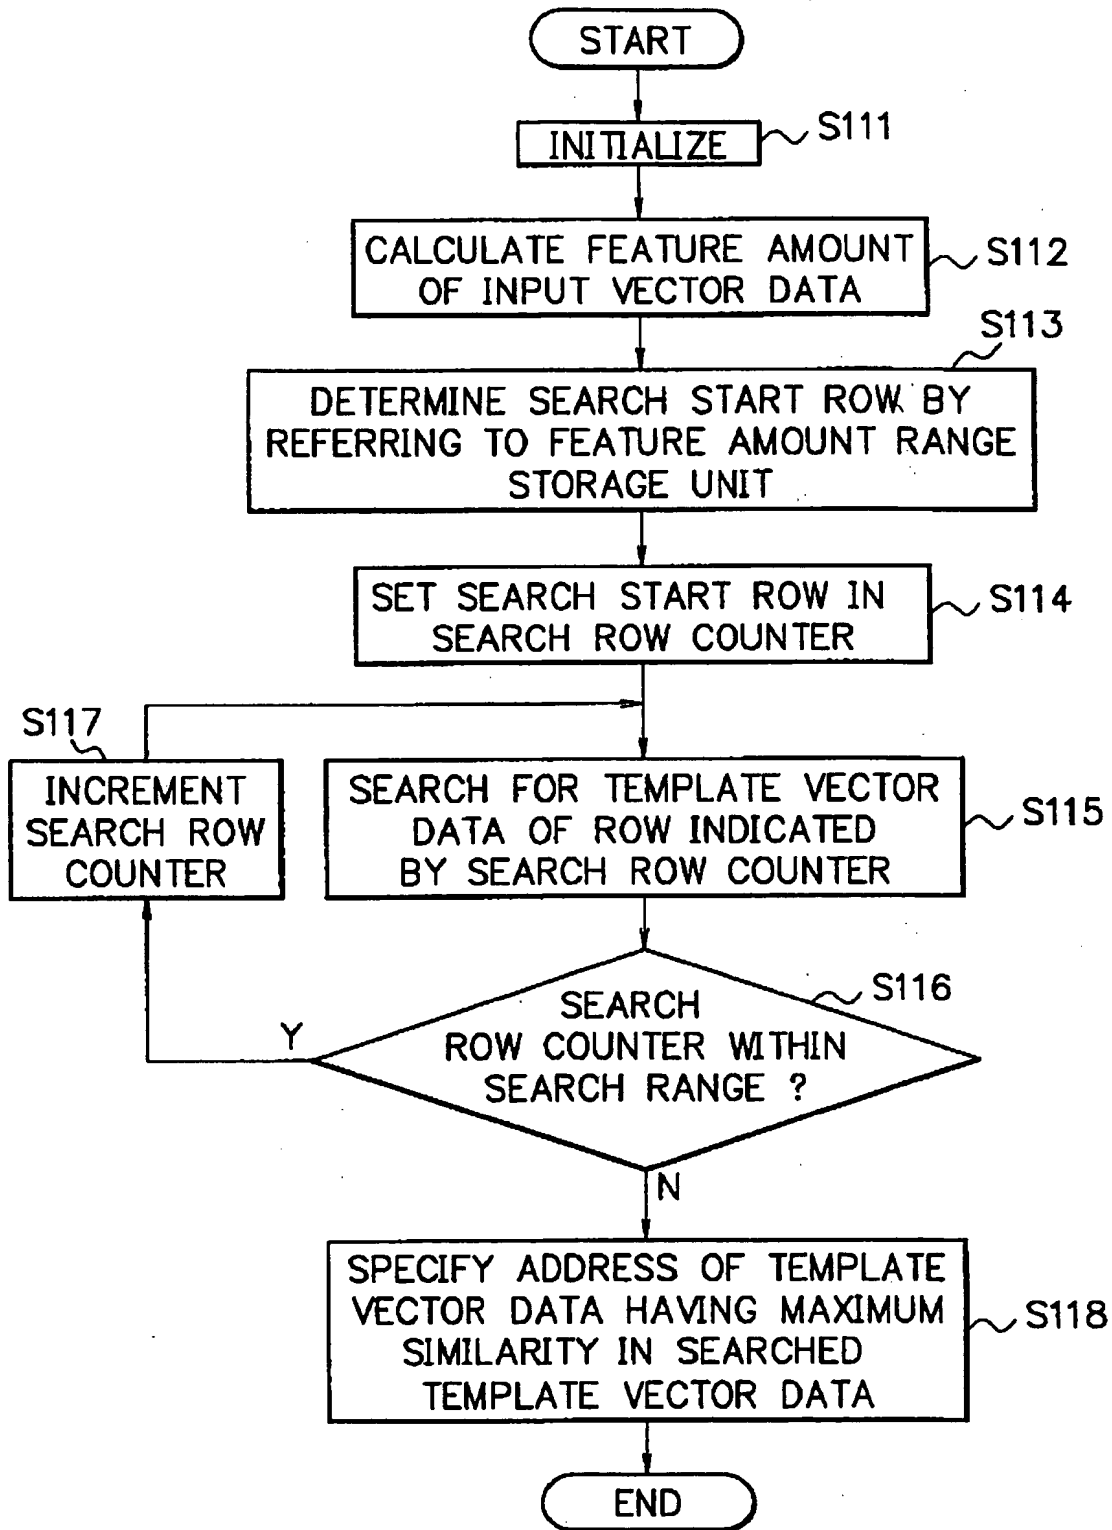 START
INITIALIZE
S111
CALCULATE FEATURE AMOUNT
OF INPUT VECTOR DATA
S112
S113
DETERMINE SEARCH START ROW BY
REFERRING TO FEATURE AMOUNT RANGE
STORAGE UNIT
SET SEARCH START ROW IN
SEARCH ROW COUNTER
S114
S117
INCREMENT
SEARCH ROW
COUNTER
SEARCH FOR TEMPLATE VECTOR
DATA OF ROW INDICATED
BY SEARCH ROW COUNTER
S115
SEARCH
ROW COUNTER WITHIN
SEARCH RANGE ?
S116
Y
N
SPECIFY ADDRESS OF TEMPLATE
VECTOR DATA HAVING MAXIMUM
SIMILARITY IN SEARCHED
TEMPLATE VECTOR DATA
S118
END